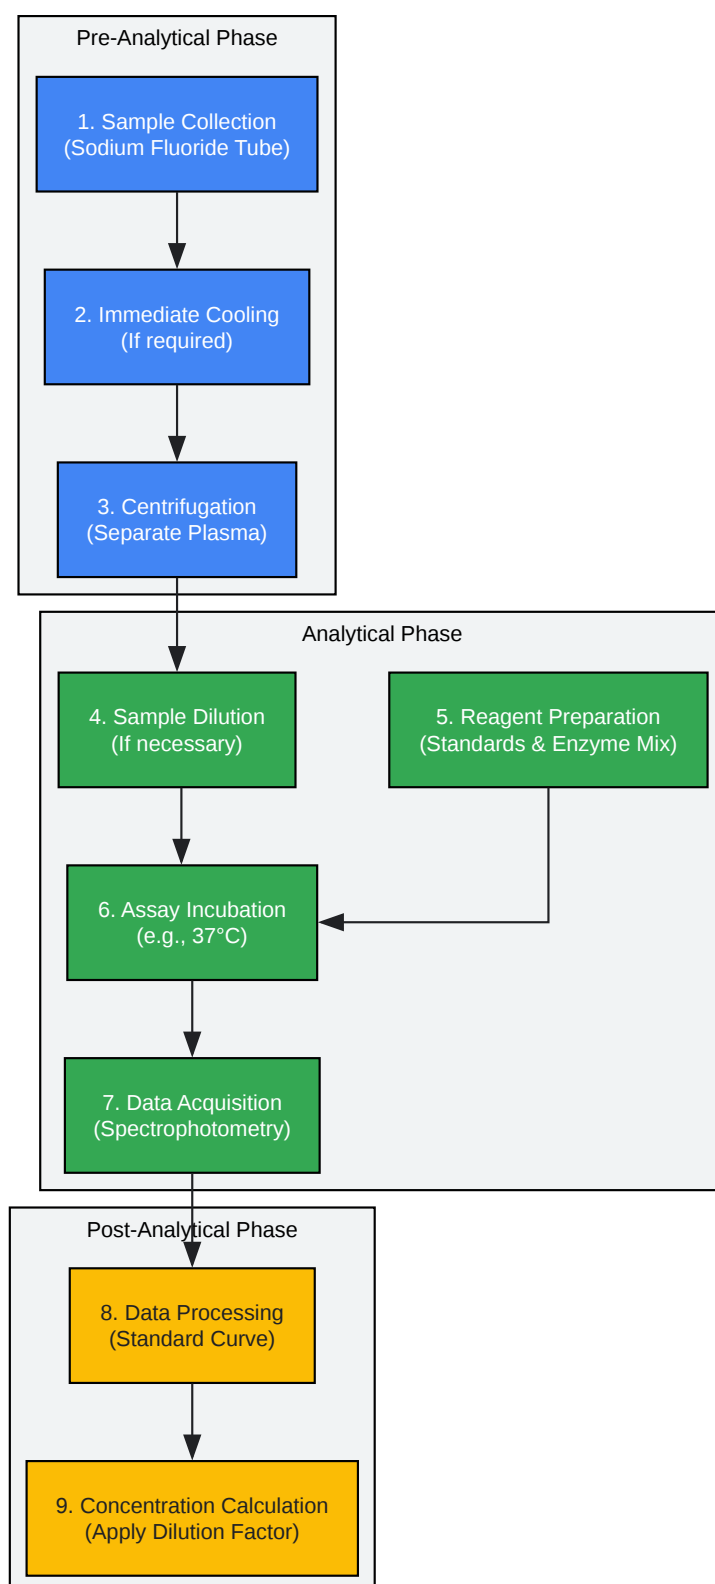 Pre-Analytical Phase
1. Sample Collection
(Sodium Fluoride Tube)
2. Immediate Cooling
(If required)
3. Centrifugation
(Separate Plasma)
Analytical Phase
4. Sample Dilution
(If necessary)
5. Reagent Preparation
(Standards & Enzyme Mix)
6. Assay Incubation
(e.g., 37°C)
7. Data Acquisition
(Spectrophotometry)
Post-Analytical Phase
8. Data Processing
(Standard Curve)
9. Concentration Calculation
(Apply Dilution Factor)